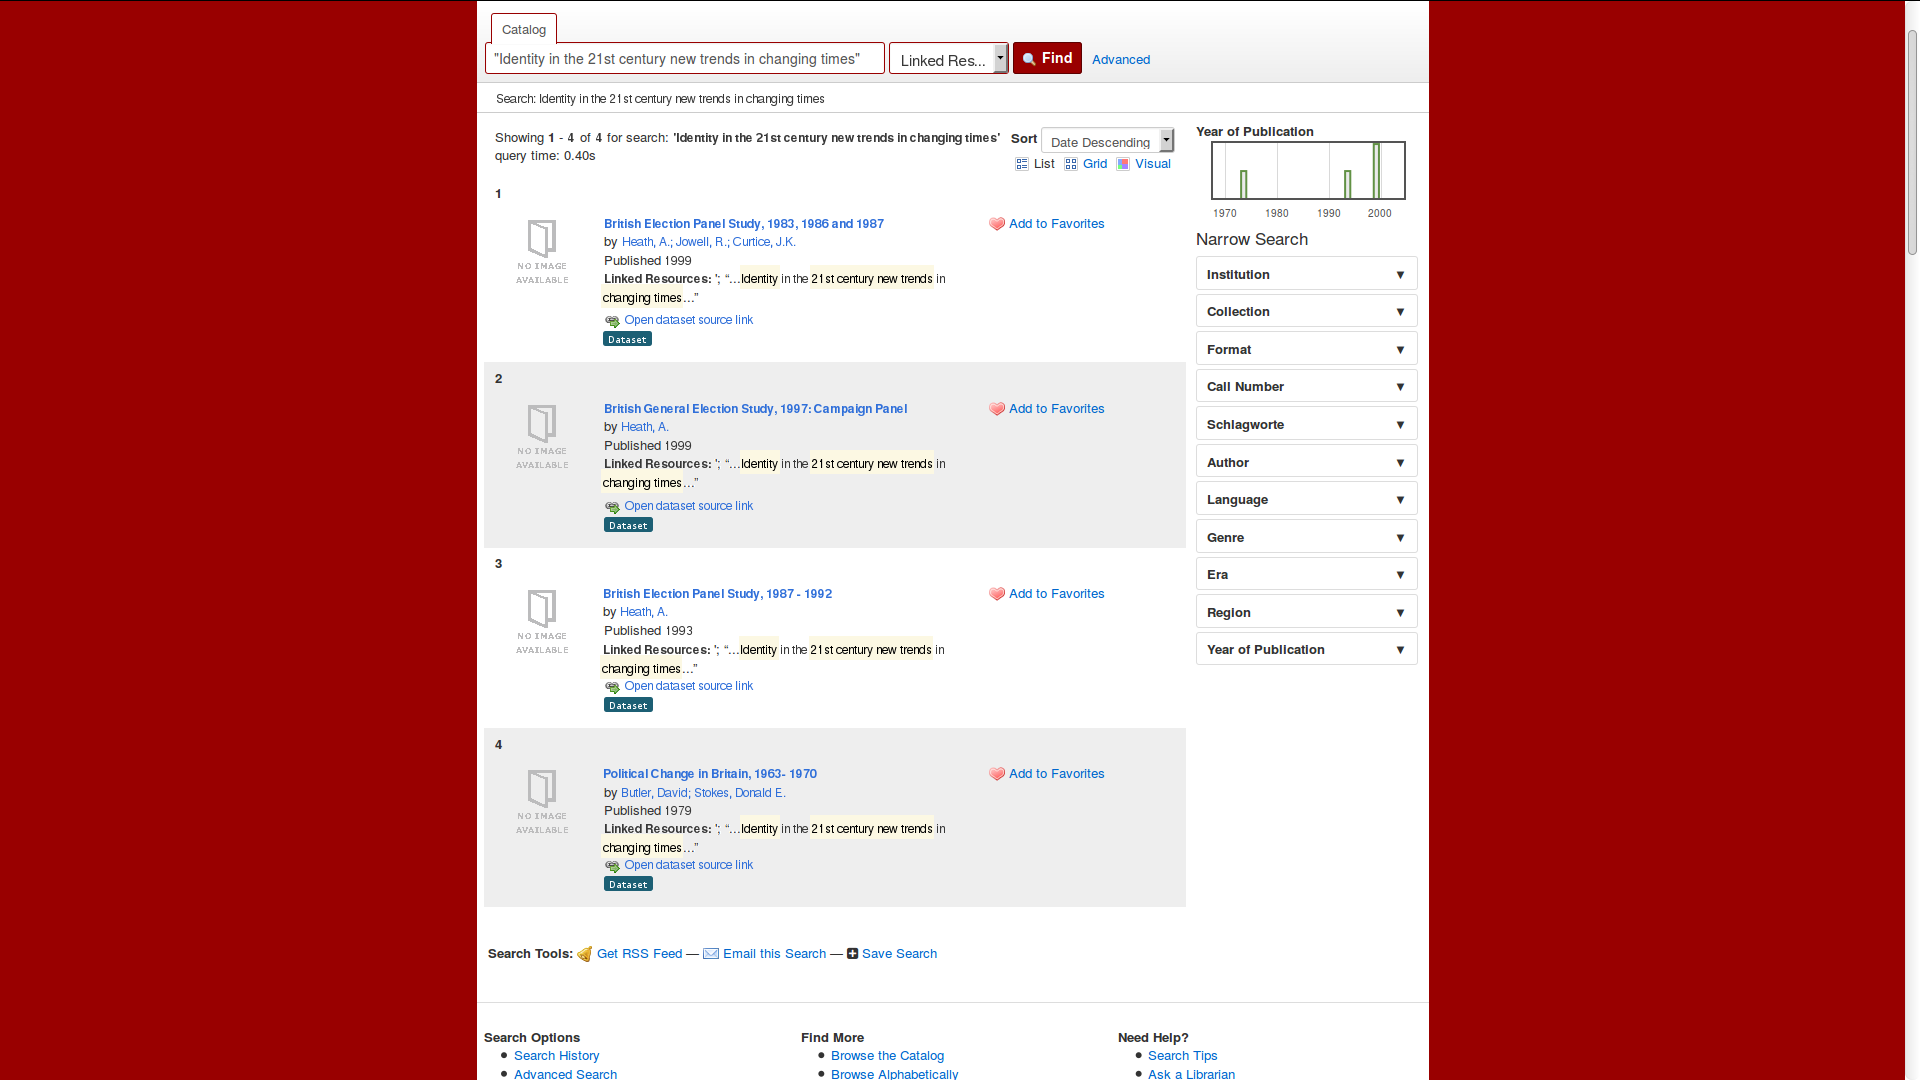 Catalog
"Identity in the 21st century new trends in changing times"
Linked Res...
Find
Advanced
Search: Identity in the 21st century new trends in changing times
Showing 1 - 4 of 4 for search: 'Identity in the 21st century new trends in changing times'
query time: 0.40s
Sort
Date Descending
List
Grid
Visual
1
NO IMAGE
AVAILABLE
British Election Panel Study, 1983, 1986 and 1987
by Heath, A.; Jowell, R.; Curtice, J.K.
Published 1999
Linked Resources: '; “...Identity in the 21st century new trends in
changing times...”
Open dataset source link
Dataset
Add to Favorites
2
NO IMAGE
AVAILABLE
British General Election Study, 1997: Campaign Panel
by Heath, A.
Published 1999
Linked Resources: '; “...Identity in the 21st century new trends in
changing times...”
Open dataset source link
Dataset
Add to Favorites
3
NO IMAGE
AVAILABLE
British Election Panel Study, 1987 - 1992
by Heath, A.
Published 1993
Linked Resources: '; “...Identity in the 21st century new trends in
changing times...”
Open dataset source link
Dataset
Add to Favorites
4
NO IMAGE
AVAILABLE
Political Change in Britain, 1963- 1970
by Butler, David; Stokes, Donald E.
Published 1979
Linked Resources: '; “...Identity in the 21st century new trends in
changing times...”
Open dataset source link
Dataset
Add to Favorites
Year of Publication
1970 1980 1990 2000
Narrow Search
Institution ▼
Collection ▼
Format ▼
Call Number ▼
Schlagworte ▼
Author ▼
Language ▼
Genre ▼
Era ▼
Region ▼
Year of Publication ▼
Search Tools: Get RSS Feed — Email this Search — Save Search
Search Options
• Search History
• Advanced Search
Find More
• Browse the Catalog
• Browse Alphabetically
Need Help?
• Search Tips
• Ask a Librarian